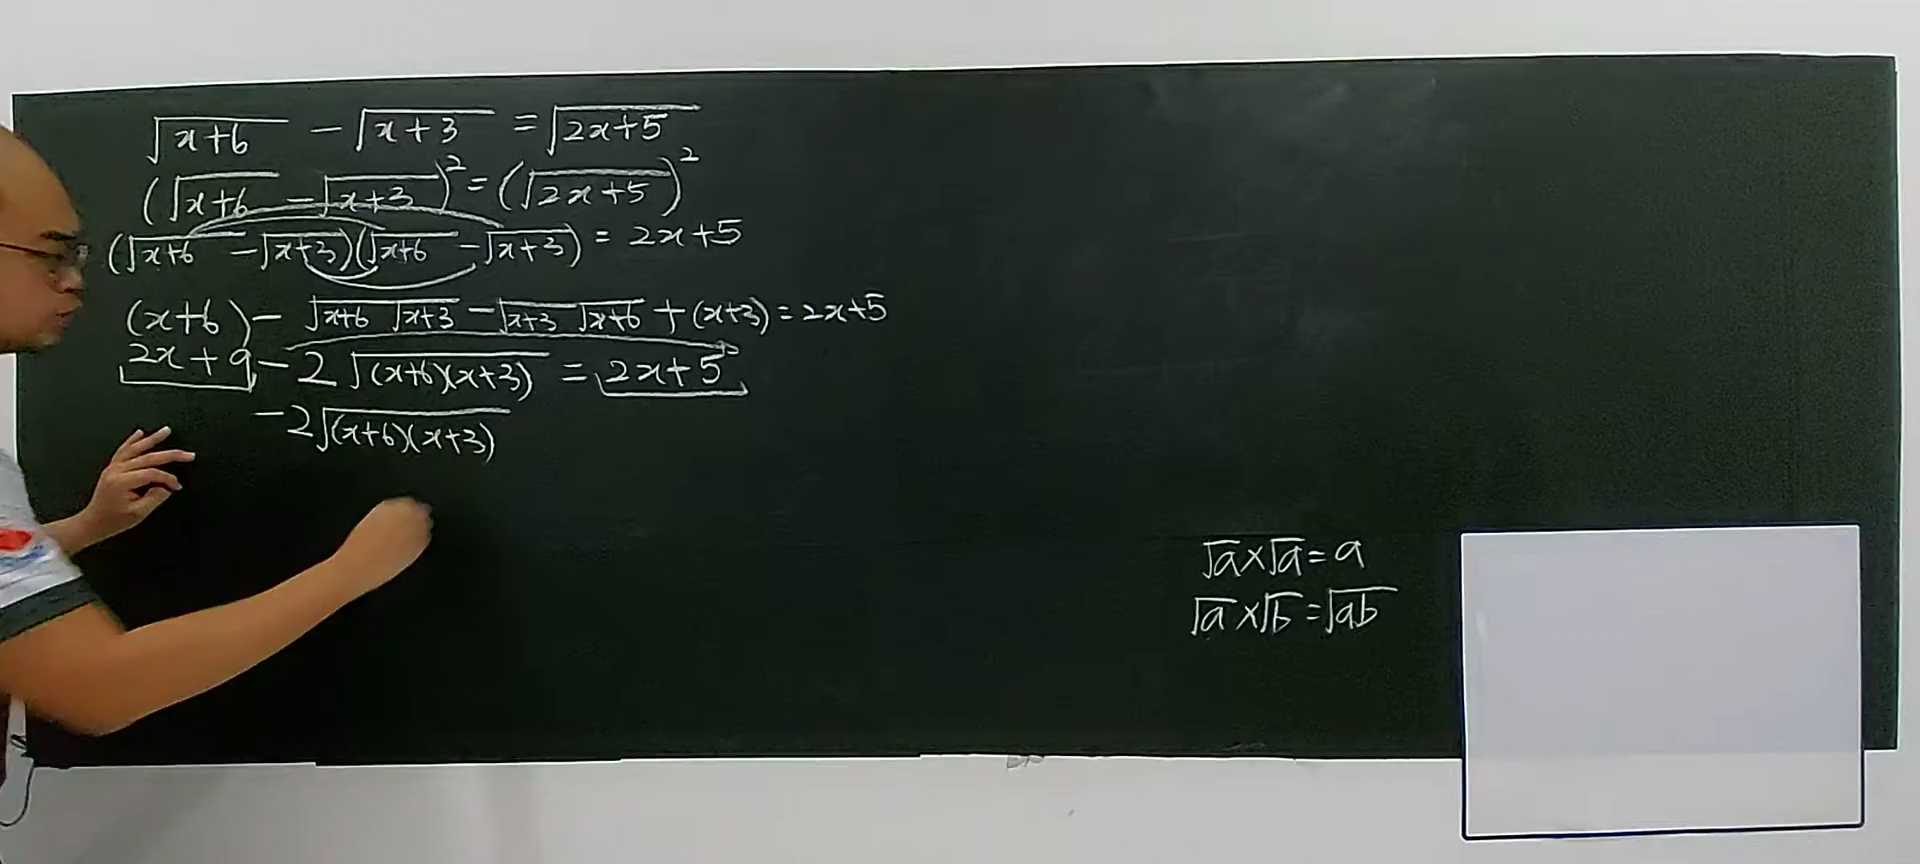 √(x+6) - √(x+3) = √(2x+5)
(√(x+6) - √(x+3))² = (√(2x+5))²
(√(x+6) - √(x+3))(√(x+6) - √(x+3)) = 2x+5
(x+6) - √(x+6) √(x+3) - √(x+3) √(x+6) + (x+3) = 2x+5
2x+9 - 2√((x+6)(x+3)) = 2x+5
-2√((x+6)(x+3))
√a × √a = a
√a × √b = √ab